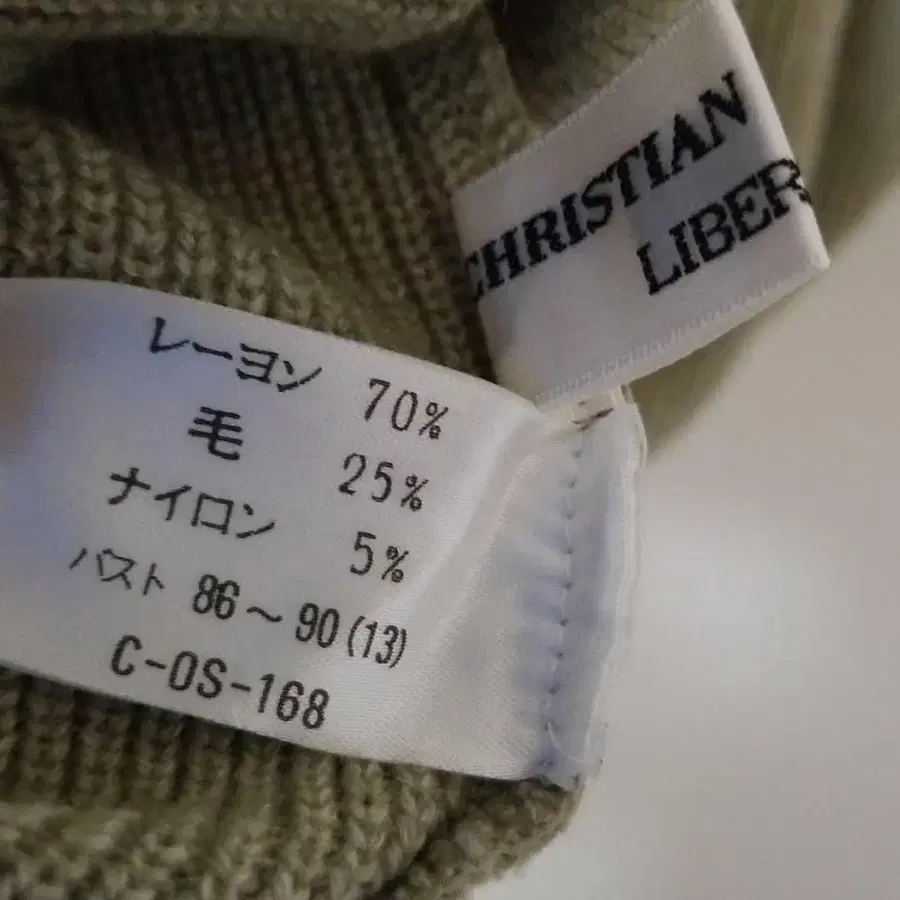 CHRISTIAN
LIBER
レーヨン 70%
毛 25%
ナイロン 5%
バスト 86～90(13)
C-OS-168